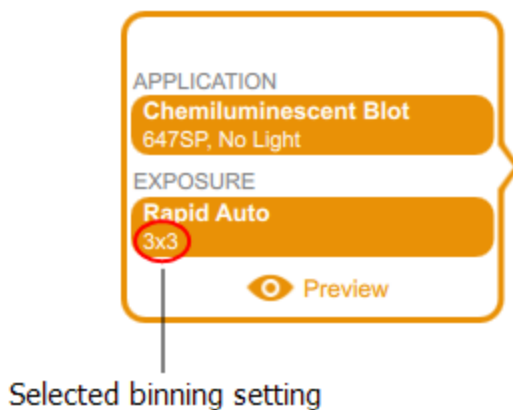 APPLICATION
Chemiluminescent Blot
647SP, No Light
EXPOSURE
Rapid Auto
3x3
Preview
Selected binning setting